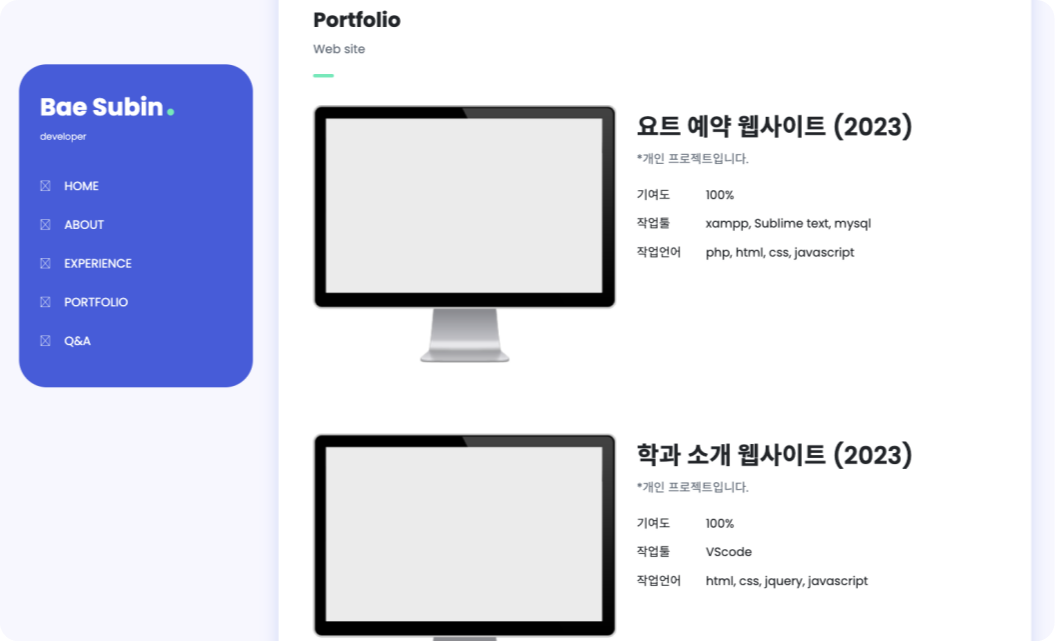 Bae Subin.
developer
HOME
ABOUT
EXPERIENCE
PORTFOLIO
Q&A
Portfolio
Web site
요트 예약 웹사이트 (2023)
*개인 프로젝트입니다.
기여도 100%
작업툴 xampp, Sublime text, mysql
작업언어 php, html, css, javascript
학과 소개 웹사이트 (2023)
*개인 프로젝트입니다.
기여도 100%
작업툴 VScode
작업언어 html, css, jquery, javascript